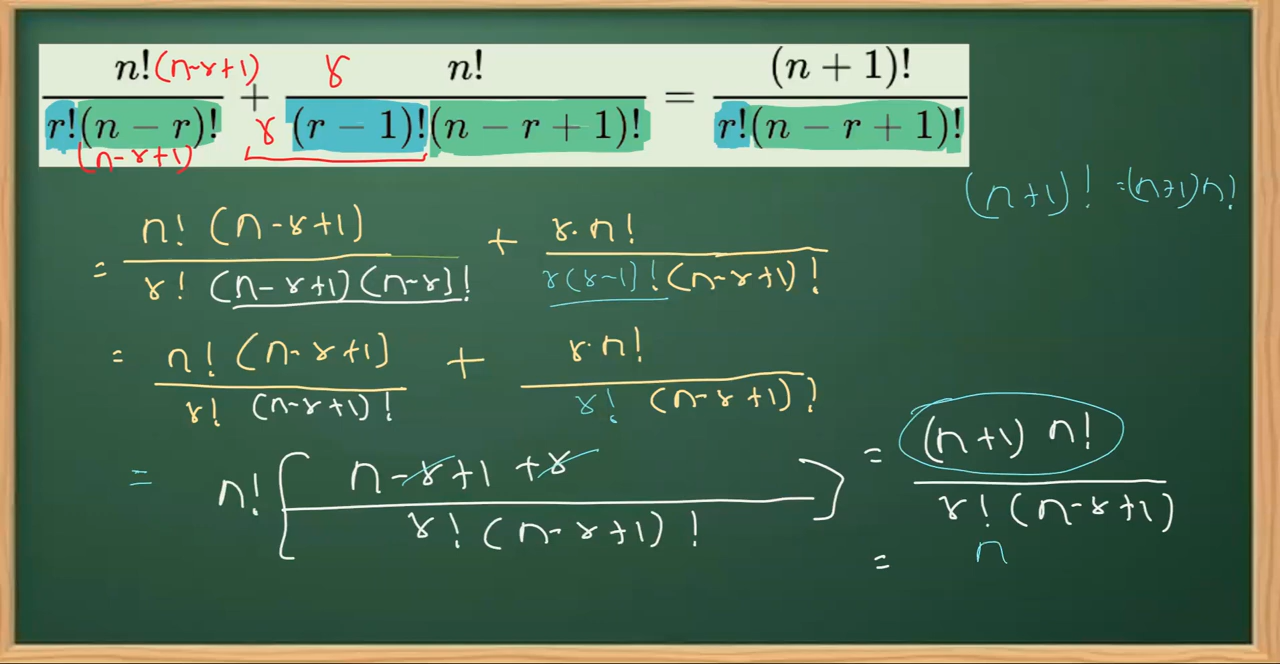 n!(n-r+1) / r!(n − r)!(n-r+1) + r n! / r (r − 1)!(n − r + 1)! = (n + 1)! / r!(n − r + 1)!
(n+1)! =(n+1)n!
= n! (n-r+1) / r! (n-r+1)(n-r)! + r·n! / r(r-1)!(n-r+1)!
= n! (n-r+1) / r! (n-r+1)! + r·n! / r! (n-r+1)!
= n! [ n-r+1 +r / r! (n-r+1)! ] = (n+1) n! / r! (n-r+1)
= n